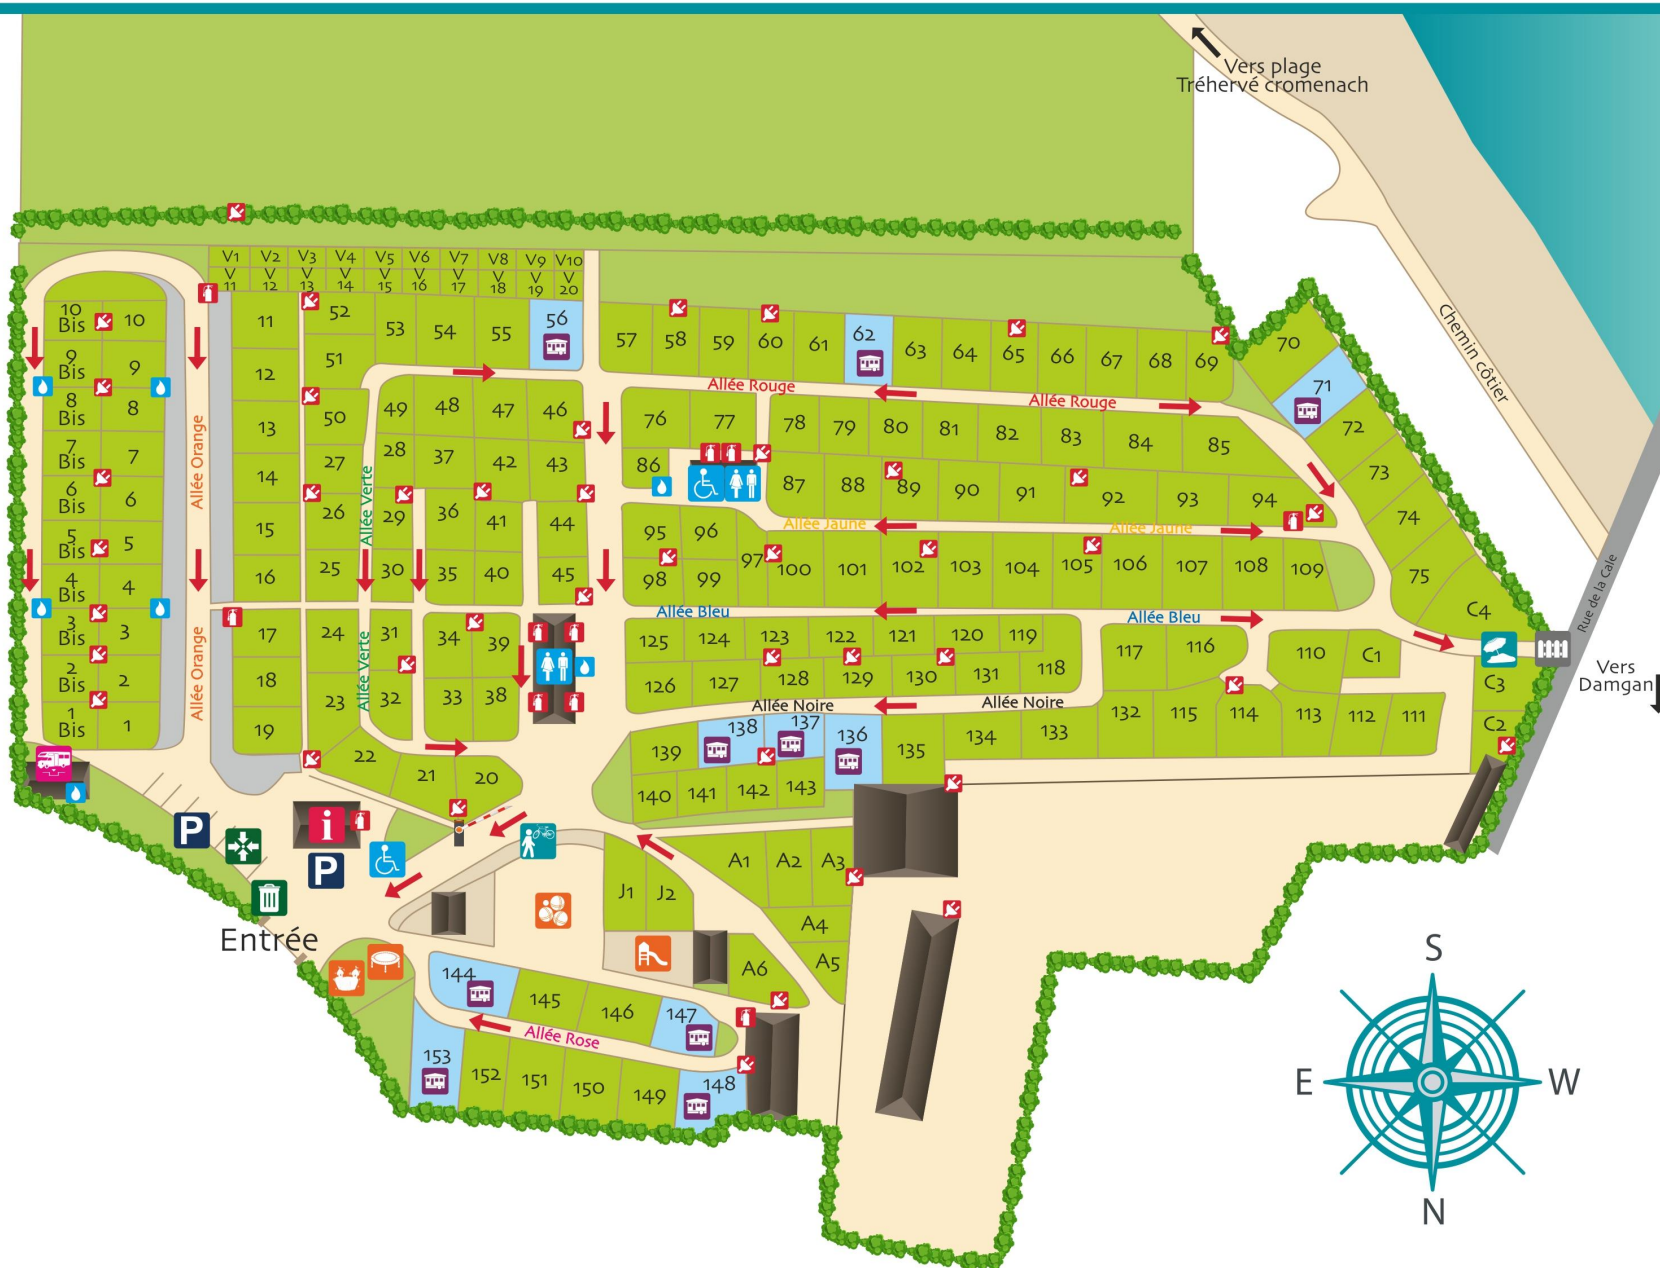 Vers plage
Tréhervé cromenach
Chemin côtier
Rue de la Cale
Vers
Damgan
V1 V2 V3 V4 V5 V6 V7 V8 V9 V10
V V V V V V V V V V
11 12 13 14 15 16 17 18 19 20
10
Bis
10
9
Bis
9
8
Bis
8
7
Bis
7
6
Bis
6
5
Bis
5
4
Bis
4
3
Bis
3
2
Bis
2
1
Bis
1
Allée Orange
Allée Orange
11
12
13
14
15
16
17
18
19
52
51
50
27
26
25
24
23
22
21
20
53 54 55 56
49 48 47 46
28 37 42 43
29 36 41 44
30 35 40 45
31 34 39
32 33 38
Allée Verte
Allée Verte
57 58 59 60 61 62 63 64 65 66 67 68 69
70
71
72
73
74
75
C4
Allée Rouge
Allée Rouge
76 77 78 79 80 81 82 83 84 85
86 87 88 89 90 91 92 93 94
Allée Jaune
Allée Jaune
95 96
97
98 99 100 101 102 103 104 105 106 107 108 109
Allée Bleu
Allée Bleu
125 124 123 122 121 120 119
126 127 128 129 130 131 118
117 116 110 C1
C3
C2
Allée Noire
Allée Noire
132 115 114 113 112 111
139 138 137 136 135 134 133
140 141 142 143
P
i
P
Entrée
J1 J2
A1 A2 A3
A4
A5
A6
144 145 146 147
Allée Rose
153 152 151 150 149 148
S
E
W
N